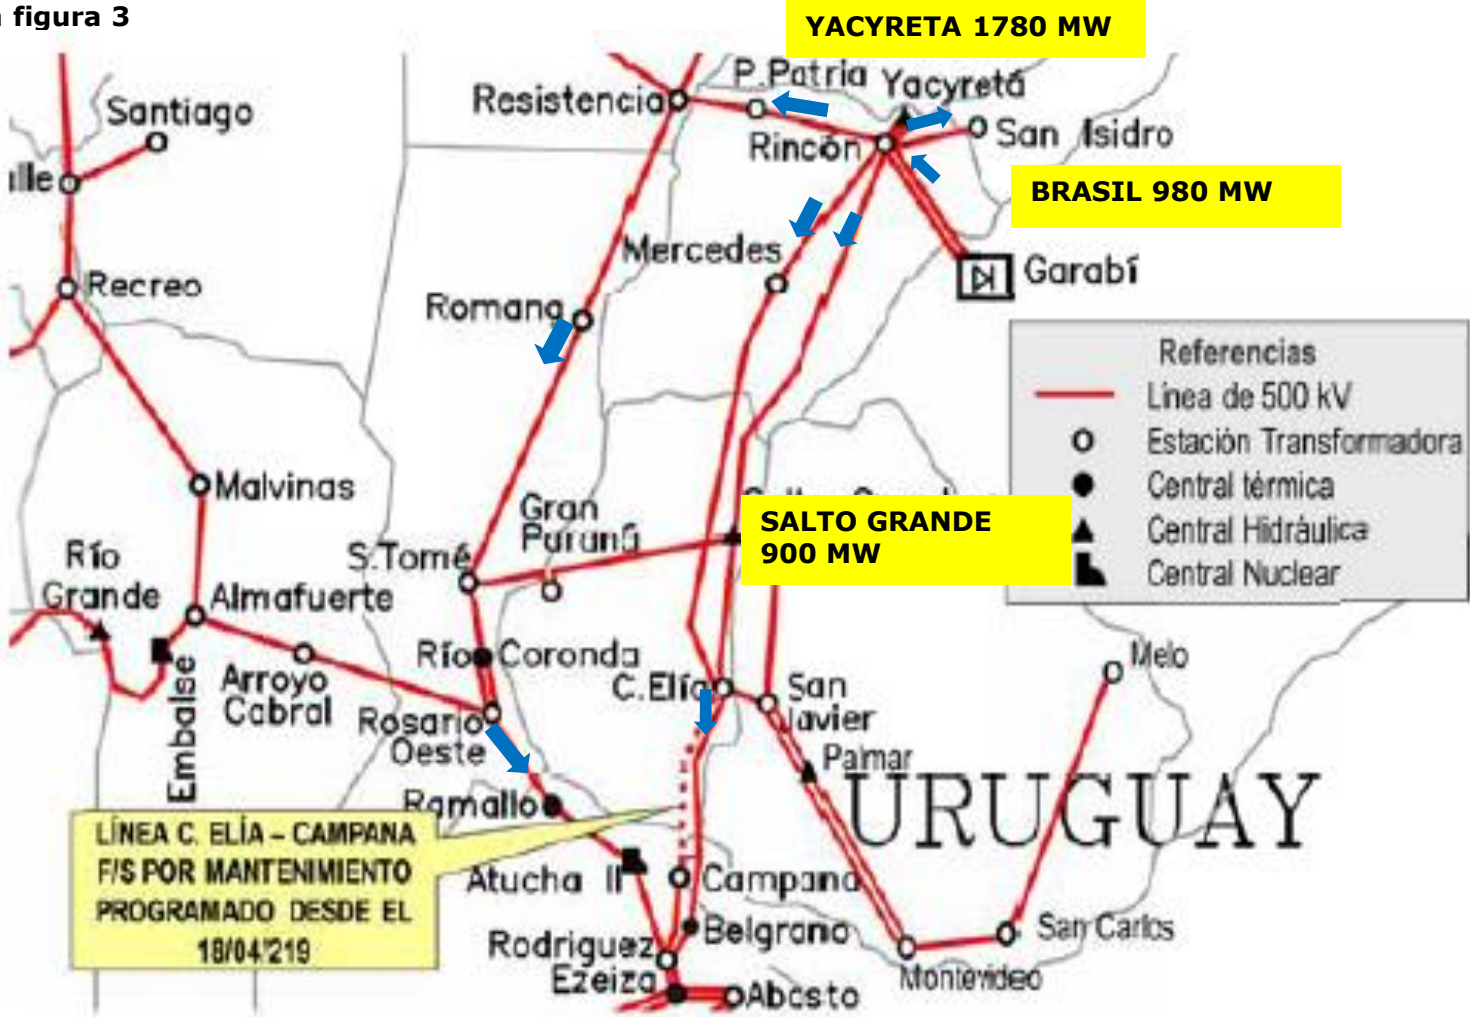 figura 3
YACYRETA 1780 MW
P.Patria
Yacyretá
Resistencia
Santiago
Rincón
San Isidro
BRASIL 980 MW
Mercedes
Garabí
Recreo
Romang
Referencias
Línea de 500 kV
Estación Transformadora
Central térmica
Central Hidráulica
Central Nuclear
Malvinas
Gran
Paraná
SALTO GRANDE
900 MW
S.Tomé
Río
Grande
Almafuerte
Río Coronda
Melo
Embalse
Arroyo
Cabral
C.Elía
San
Javier
Rosario
Oeste
Palmar
URUGUAY
Ramallo
LÍNEA C. ELÍA – CAMPANA
F/S POR MANTENIMIENTO
PROGRAMADO DESDE EL
18/04/219
Atucha II
Campana
Belgrano
San Carlos
Rodriguez
Montevideo
Ezeiza
Abasto